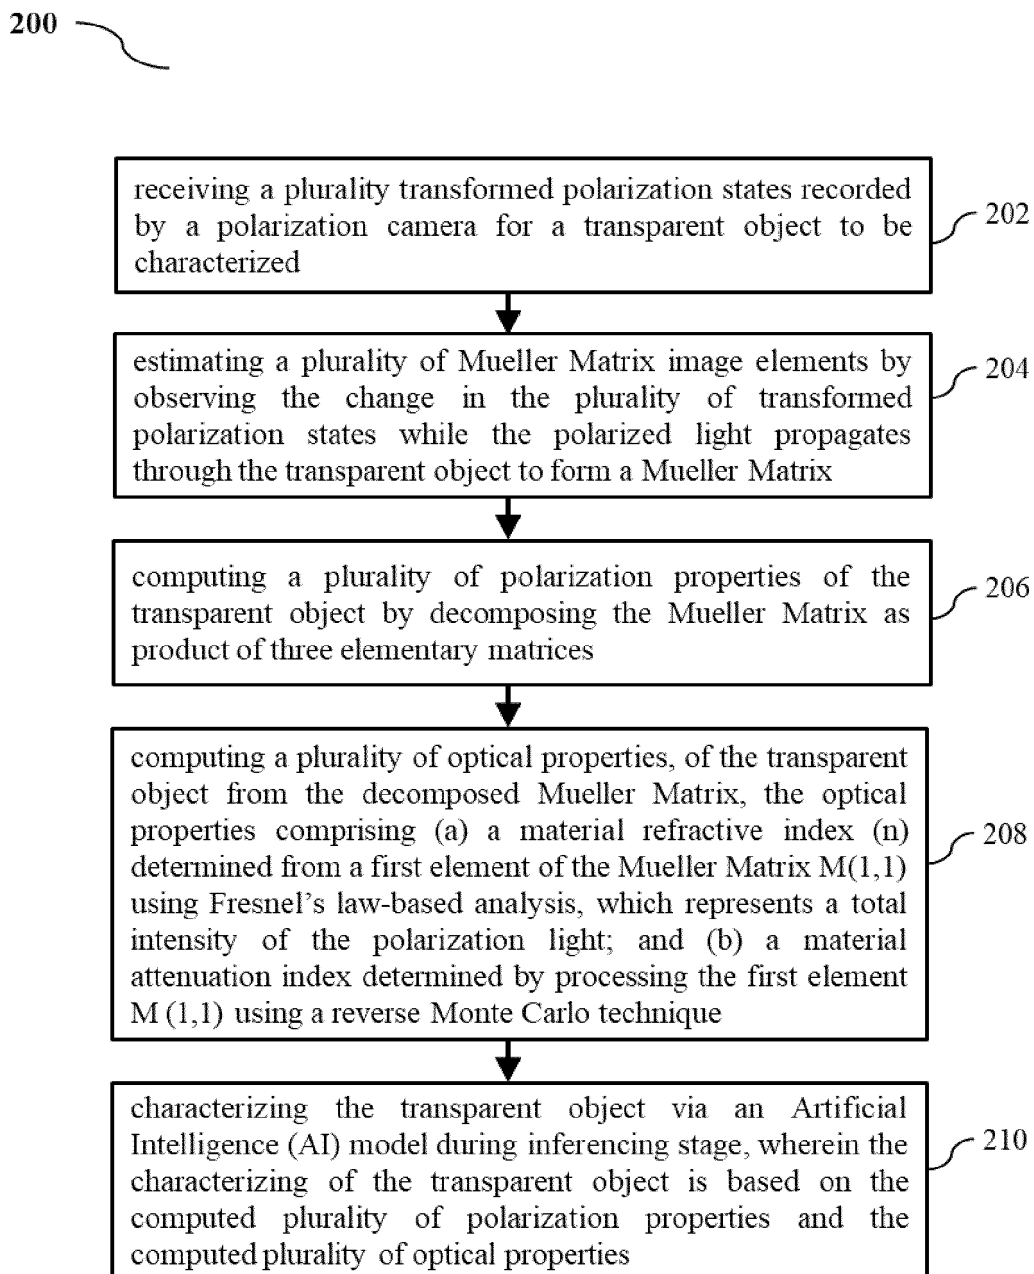 200
receiving a plurality transformed polarization states recorded
by a polarization camera for a transparent object to be
characterized
202
estimating a plurality of Mueller Matrix image elements by
observing the change in the plurality of transformed
polarization states while the polarized light propagates
through the transparent object to form a Mueller Matrix
204
computing a plurality of polarization properties of the
transparent object by decomposing the Mueller Matrix as
product of three elementary matrices
206
computing a plurality of optical properties, of the transparent
object from the decomposed Mueller Matrix, the optical
properties comprising (a) a material refractive index (n)
determined from a first element of the Mueller Matrix M(1,1)
using Fresnel's law-based analysis, which represents a total
intensity of the polarization light; and (b) a material
attenuation index determined by processing the first element
M (1,1) using a reverse Monte Carlo technique
208
characterizing the transparent object via an Artificial
Intelligence (AI) model during inferencing stage, wherein the
characterizing of the transparent object is based on the
computed plurality of polarization properties and the
computed plurality of optical properties
210